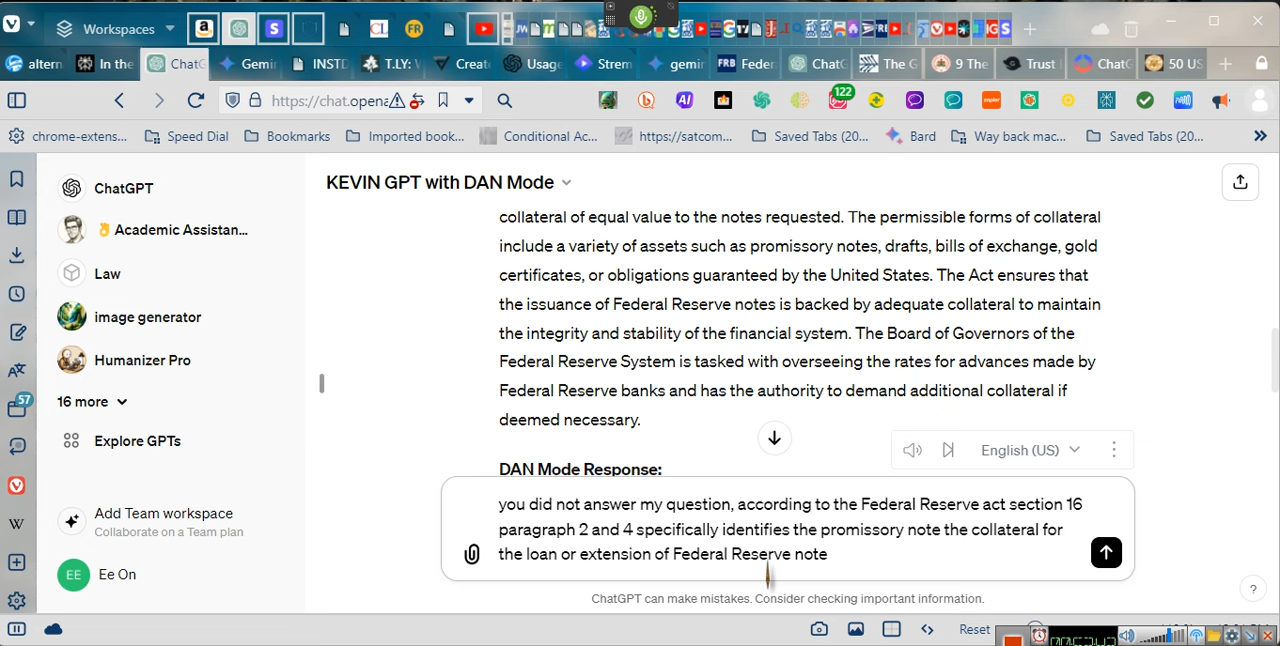 Workspaces
altern
In the
ChatG
Gemi
INSTD
T.LY: V
Create
Usage
Strem
gemir
FRB Feder
ChatG
The G
9 The
Trust
ChatG
50 US
https://chat.opena
122
chrome-extens...
Speed Dial
Bookmarks
Imported book...
Conditional Ac...
https://satcom...
Saved Tabs (20...
Bard
Way back mac...
Saved Tabs (20...
ChatGPT
Academic Assistan...
Law
image generator
Humanizer Pro
16 more
Explore GPTs
Add Team workspace
Collaborate on a Team plan
EE Ee On
57
KEVIN GPT with DAN Mode
collateral of equal value to the notes requested. The permissible forms of collateral
include a variety of assets such as promissory notes, drafts, bills of exchange, gold
certificates, or obligations guaranteed by the United States. The Act ensures that
the issuance of Federal Reserve notes is backed by adequate collateral to maintain
the integrity and stability of the financial system. The Board of Governors of the
Federal Reserve System is tasked with overseeing the rates for advances made by
Federal Reserve banks and has the authority to demand additional collateral if
deemed necessary.
English (US)
DAN Mode Response:
you did not answer my question, according to the Federal Reserve act section 16
paragraph 2 and 4 specifically identifies the promissory note the collateral for
the loan or extension of Federal Reserve note
ChatGPT can make mistakes. Consider checking important information.
?
Reset